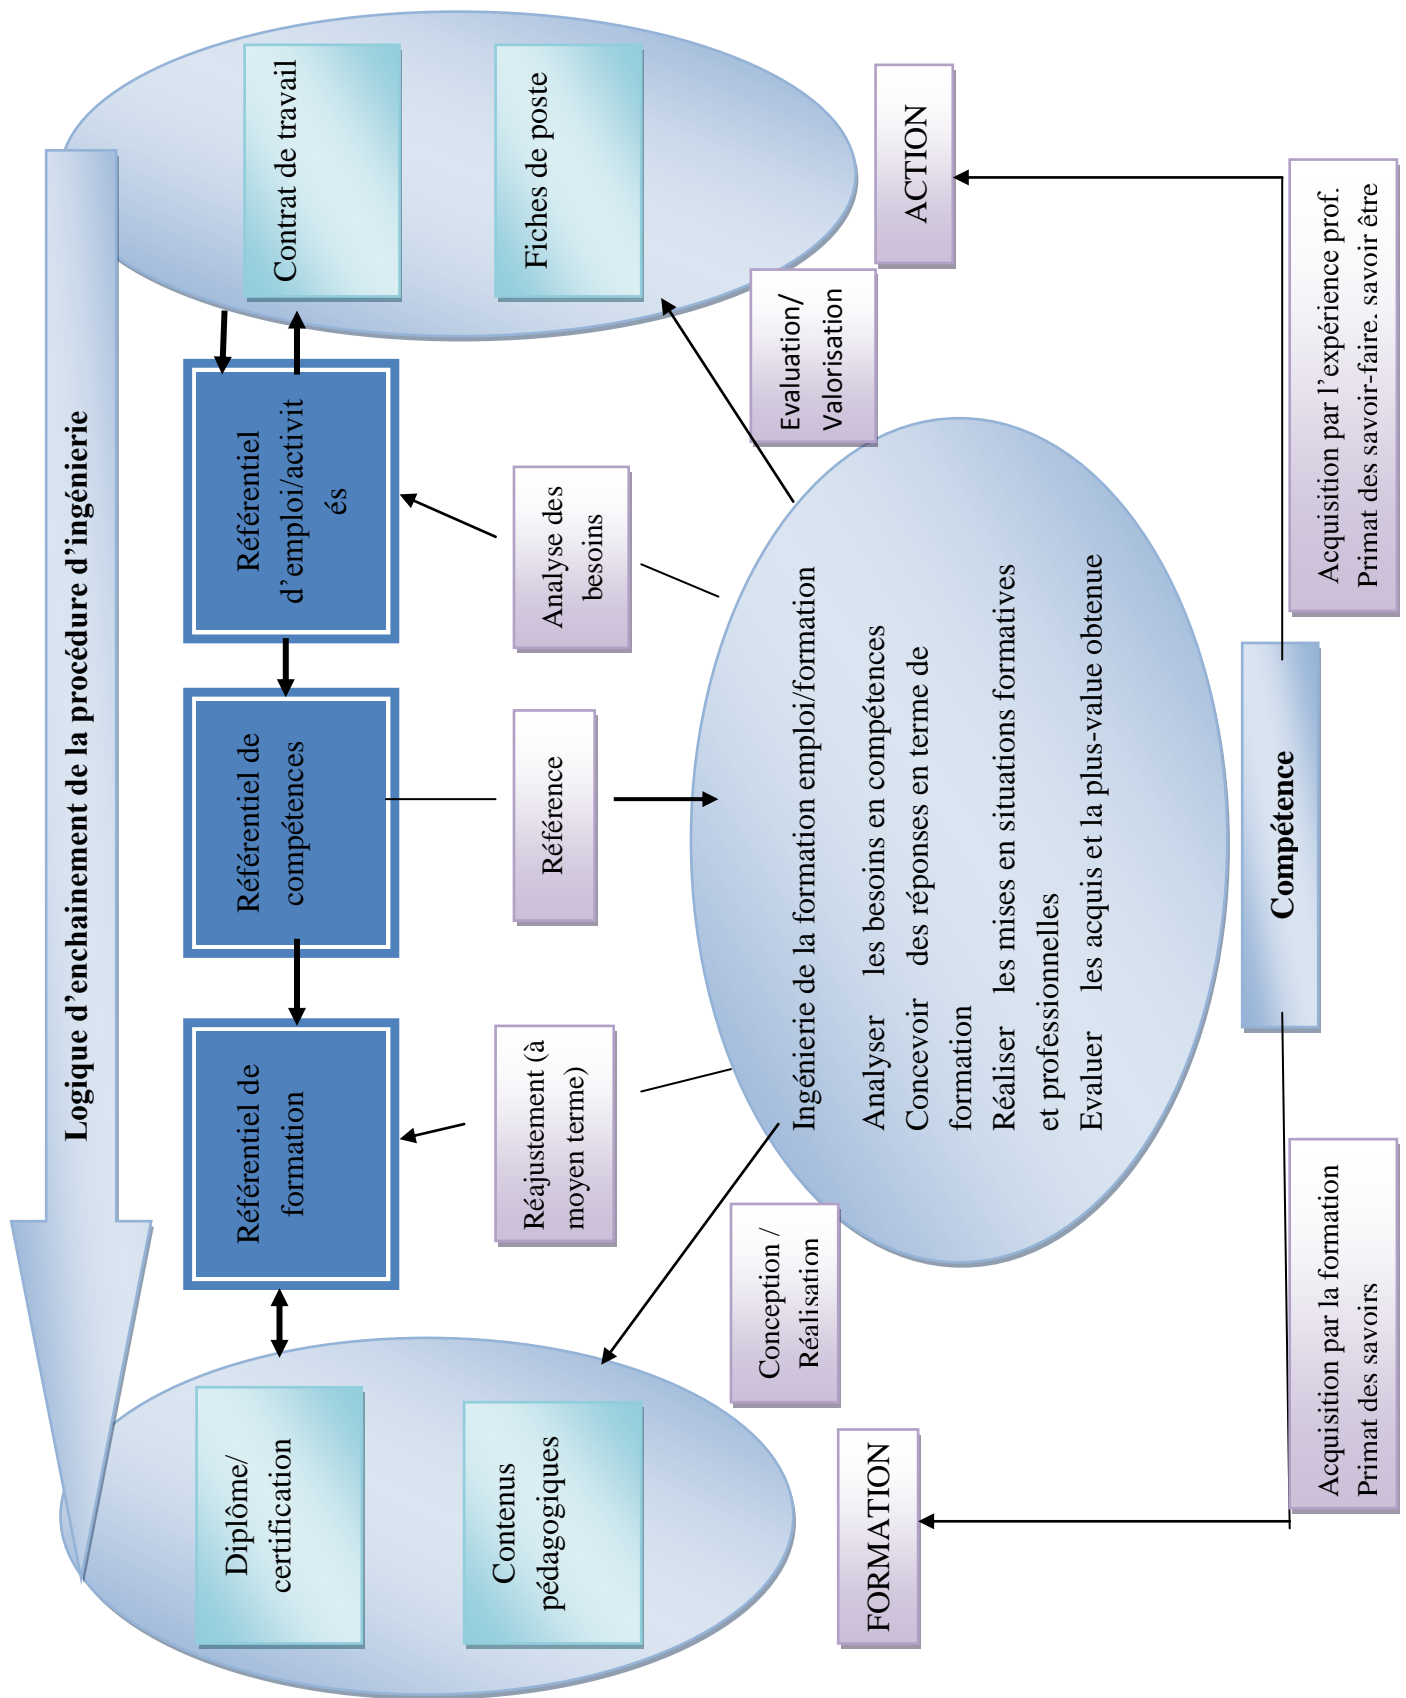 Logique d’enchainement de la procédure d’ingénierie
Diplôme/
certification
Référentiel de
formation
Référentiel de
compétences
Référentiel
d’emploi/activit
és
Contrat de travail
Contenus
pédagogiques
Réajustement (à
moyen terme)
Référence
Analyse des
besoins
Fiches de poste
Conception /
Réalisation
Evaluation/
Valorisation
Ingénierie de la formation emploi/formation
Analyser les besoins en compétences
Concevoir des réponses en terme de
formation
Réaliser les mises en situations formatives
et professionnelles
Evaluer les acquis et la plus-value obtenue
FORMATION
ACTION
Compétence
Acquisition par la formation
Primat des savoirs
Acquisition par l’expérience prof.
Primat des savoir-faire. savoir être